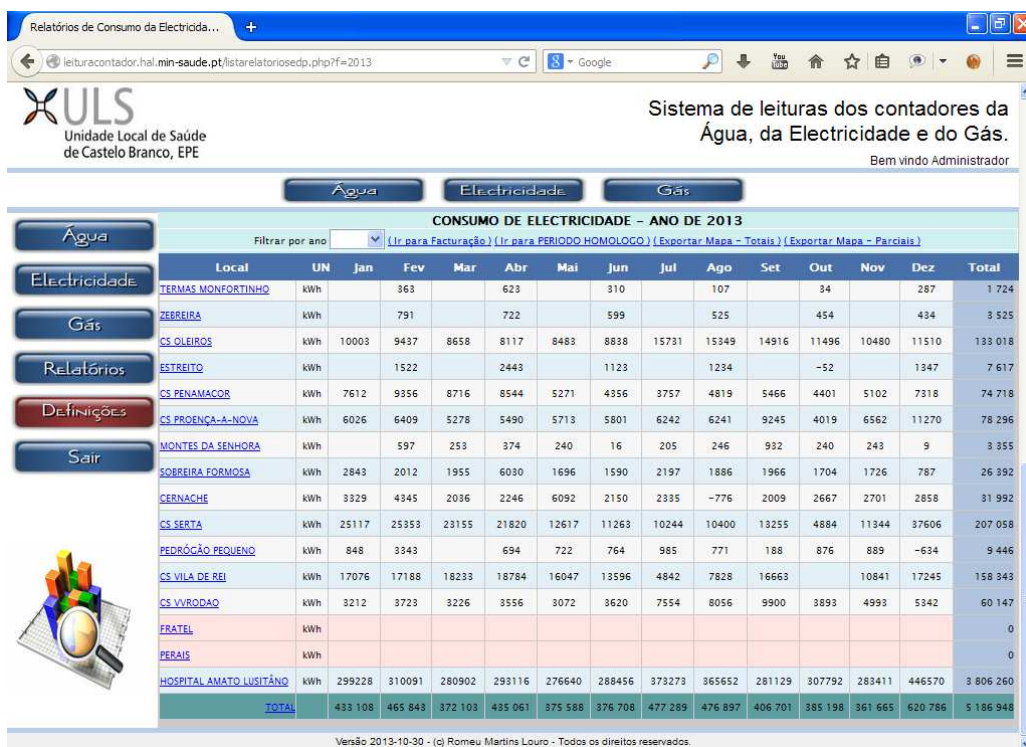 Relatórios de Consumo da Electricida...
leituracontador.hal.min-saude.pt/listarelatoriosedp.php?f=2013
Google
You Tube
ULS
Unidade Local de Saúde
de Castelo Branco, EPE
Sistema de leituras dos contadores da
Água, da Electricidade e do Gás.
Bem vindo Administrador
Água Electricidade Gás
Água
Electricidade
Gás
Relatórios
Definições
Sair
CONSUMO DE ELECTRICIDADE - ANO DE 2013
Filtrar por ano ( Ir para Facturação ) ( Ir para PERIODO HOMOLOGO ) ( Exportar Mapa - Totais ) ( Exportar Mapa - Parciais )
Local UN Jan Fev Mar Abr Mai Jun Jul Ago Set Out Nov Dez Total
TERMAS MONFORTINHO kWh 363 623 310 107 34 287 1 724
ZEBREIRA kWh 791 722 599 525 454 434 3 525
CS OLEIROS kWh 10003 9437 8658 8117 8483 8838 15731 15349 14916 11496 10480 11510 133 018
ESTREITO kWh 1522 2443 1123 1234 -52 1347 7 617
CS PENAMACOR kWh 7612 9356 8716 8544 5271 4356 3757 4819 5466 4401 5102 7318 74 718
CS PROENÇA-A-NOVA kWh 6026 6409 5278 5490 5713 5801 6242 6241 9245 4019 6562 11270 78 296
MONTES DA SENHORA kWh 597 253 374 240 16 205 246 932 240 243 9 3 355
SOBREIRA FORMOSA kWh 2843 2012 1955 6030 1696 1590 2197 1886 1966 1704 1726 787 26 392
CERNACHE kWh 3329 4345 2036 2246 6092 2150 2335 -776 2009 2667 2701 2858 31 992
CS SERTA kWh 25117 25353 23155 21820 12617 11263 10244 10400 13255 4884 11344 37606 207 058
PEDRÓGÃO PEQUENO kWh 848 3343 694 722 764 985 771 188 876 889 -634 9 446
CS VILA DE REI kWh 17076 17188 18233 18784 16047 13596 4842 7828 16663 10841 17245 158 343
CS VVRODAO kWh 3212 3723 3226 3556 3072 3620 7554 8056 9900 3893 4993 5342 60 147
FRATEL kWh 0
PERAIS kWh 0
HOSPITAL AMATO LUSITÂNO kWh 299228 310091 280902 293116 276640 288456 373273 365652 281129 307792 283411 446570 3 806 260
TOTAL 433 108 465 843 372 103 435 061 375 588 376 708 477 289 476 897 406 701 385 198 361 665 620 786 5 186 948
Versão 2013-10-30 - (c) Romeu Martins Louro - Todos os direitos reservados.